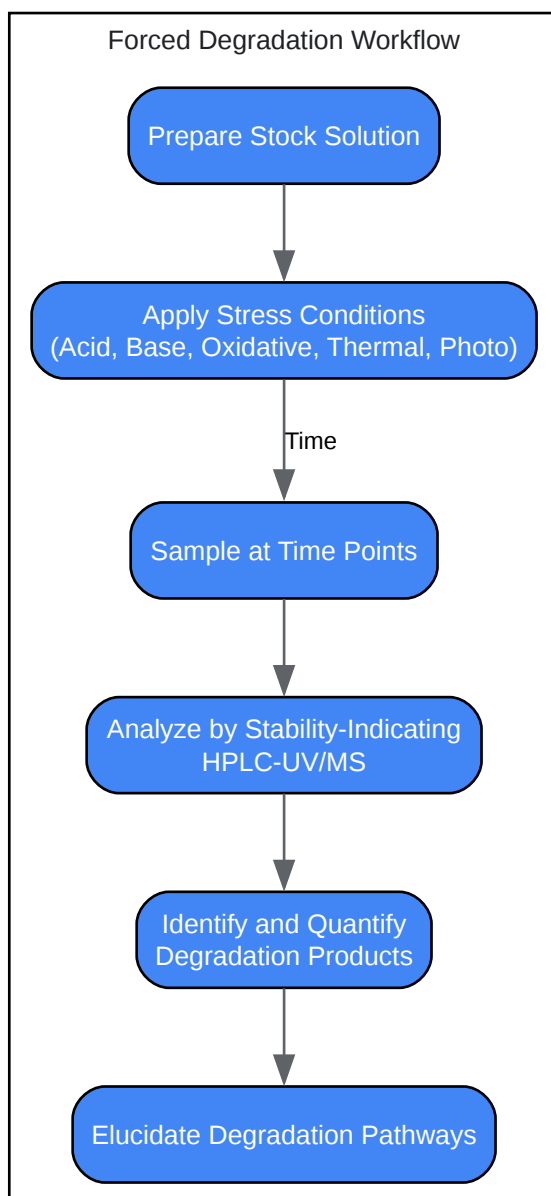 Forced Degradation Workflow
Prepare Stock Solution
Apply Stress Conditions
(Acid, Base, Oxidative, Thermal, Photo)
Time
Sample at Time Points
Analyze by Stability-Indicating
HPLC-UV/MS
Identify and Quantify
Degradation Products
Elucidate Degradation Pathways